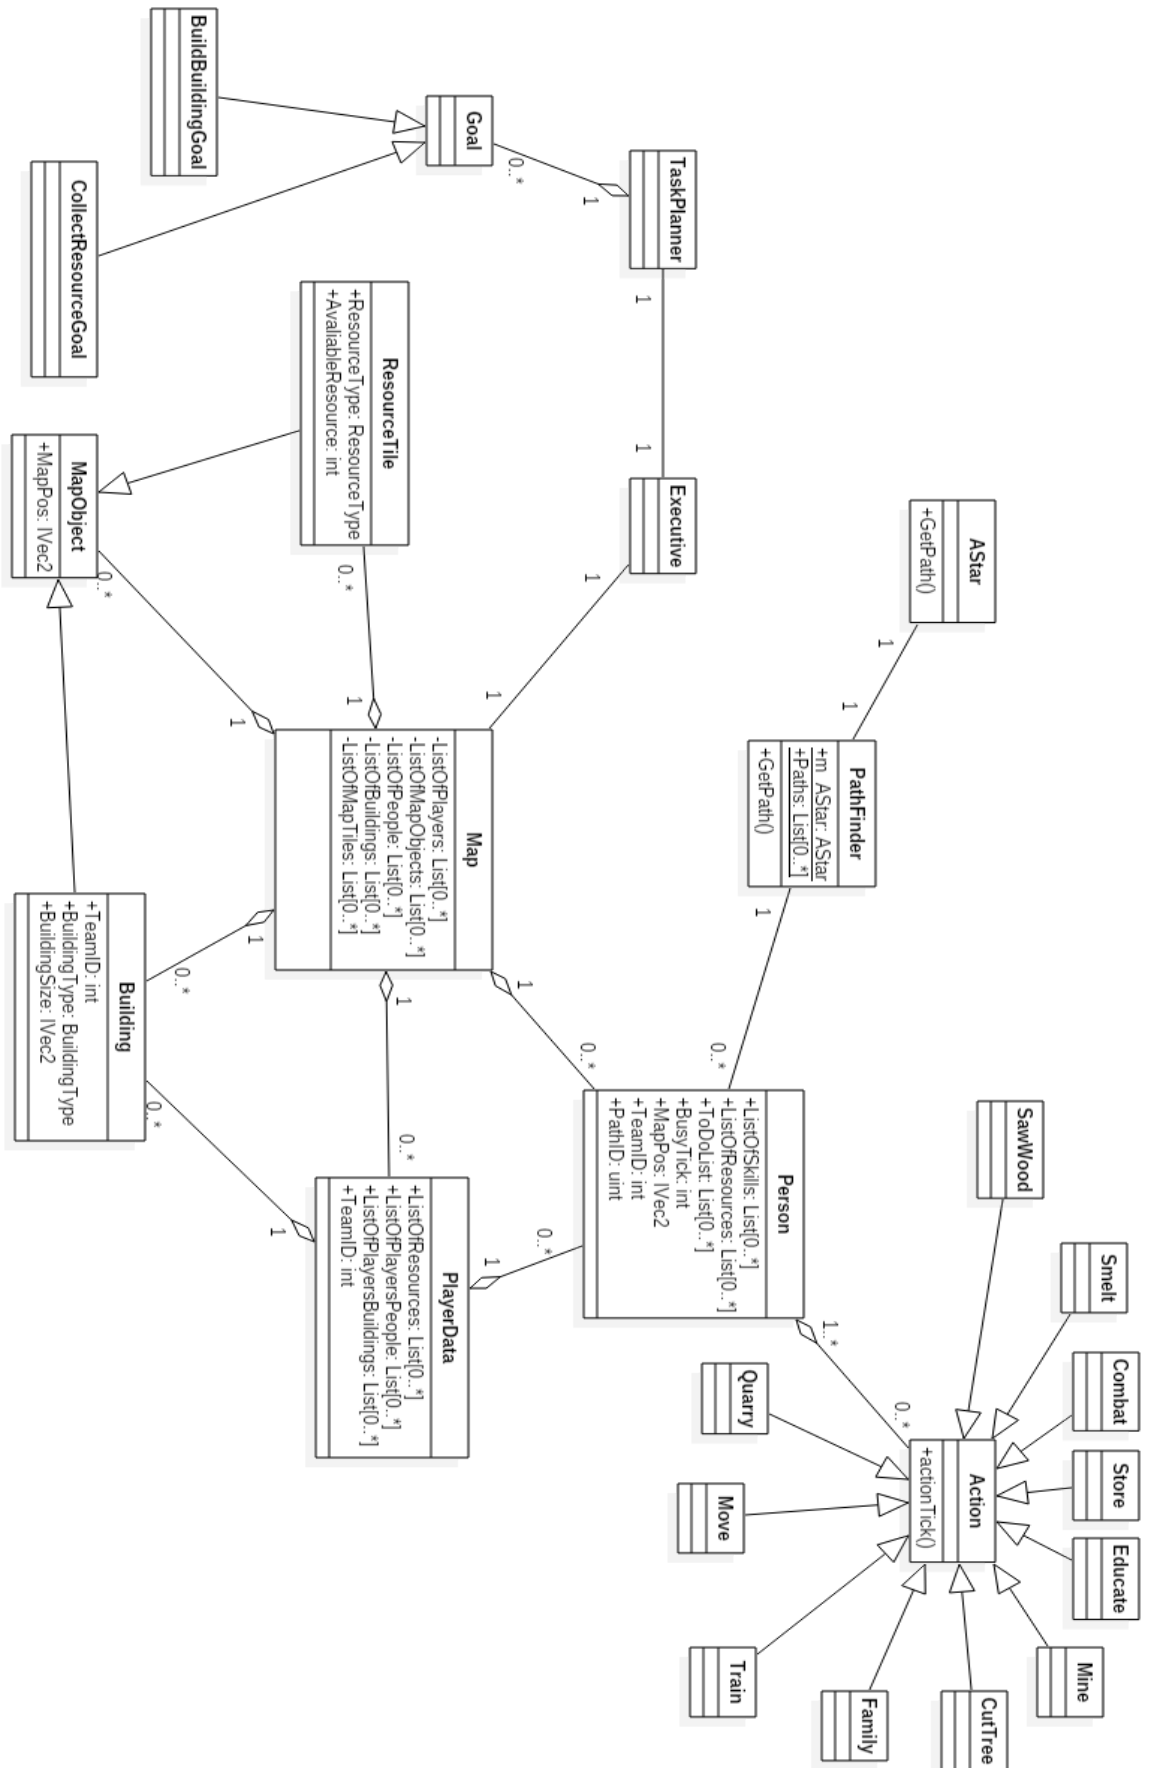 BuildBuildingGoal
Goal
0..*
1
TaskPlanner
CollectResourceGoal
1
1
Executive
ResourceTile
+ResourceType: ResourceType
+AvaliableResource: int
MapObject
+MapPos: IVec2
AStar
+GetPath()
1
1
PathFinder
+m_AStar: AStar
+Paths: List[0..*]
+GetPath()
1
1
0..*
1
0..*
1
Map
-ListOfPlayers: List[0..*]
-ListOfMapObjects: List[0..*]
-ListOfPeople: List[0..*]
-ListOfBuildings: List[0..*]
-ListOfMapTiles: List[0..*]
1
0..*
1
0..*
1
0..*
1
0..*
Building
+TeamID: int
+BuildingType: BuildingType
+BuildingSize: IVec2
0..*
1
Person
+ListOfSkills: List[0..*]
+ListOfResources: List[0..*]
+ToDoList: List[0..*]
+BusyTick: int
+MapPos: IVec2
+TeamID: int
+PathID: uint
0..*
1
PlayerData
+ListOfResources: List[0..*]
+ListOfPlayersPeople: List[0..*]
+ListOfPlayersBuildings: List[0..*]
+TeamID: int
1..*
0..*
Action
+actionTick()
SawWood
Smelt
Combat
Store
Educate
Mine
CutTree
Family
Train
Move
Quarry